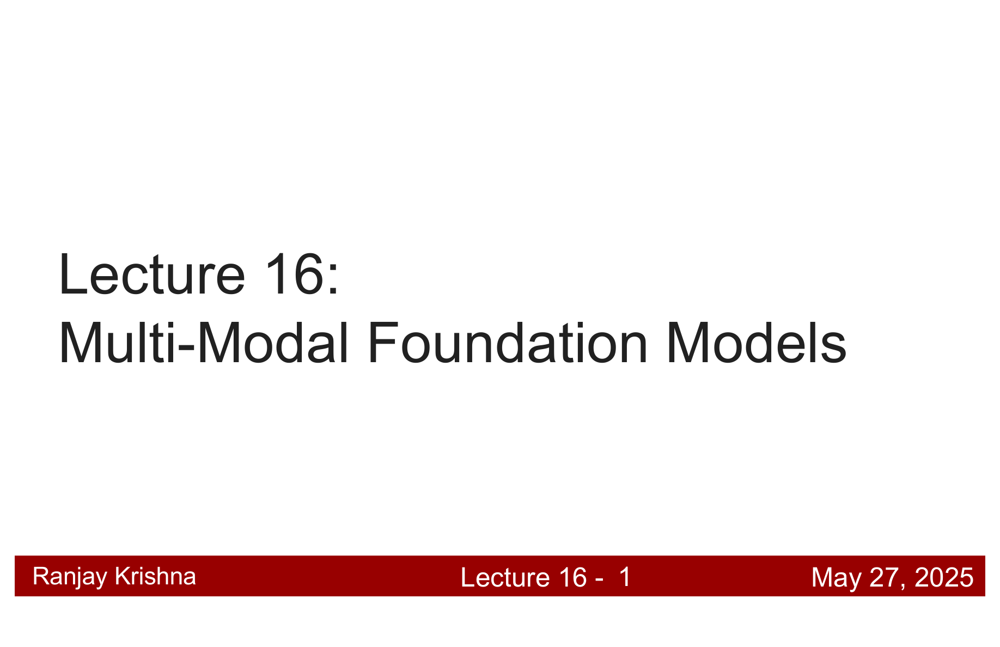 Lecture 16:
Multi-Modal Foundation Models
Ranjay Krishna
Lecture 16 - 1
May 27, 2025